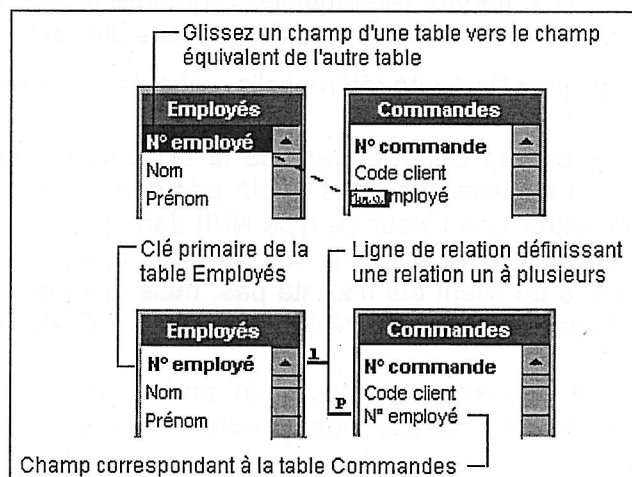 Glissez un champ d'une table vers le champ
équivalent de l'autre table
Employés
N° employé
Nom
Prénom
Commandes
N° commande
Code client
employé
Clé primaire de la
table Employés
Ligne de relation définissant
une relation un à plusieurs
Employés
N° employé
Nom
Prénom
1
P
Commandes
N° commande
Code client
N° employé
Champ correspondant à la table Commandes